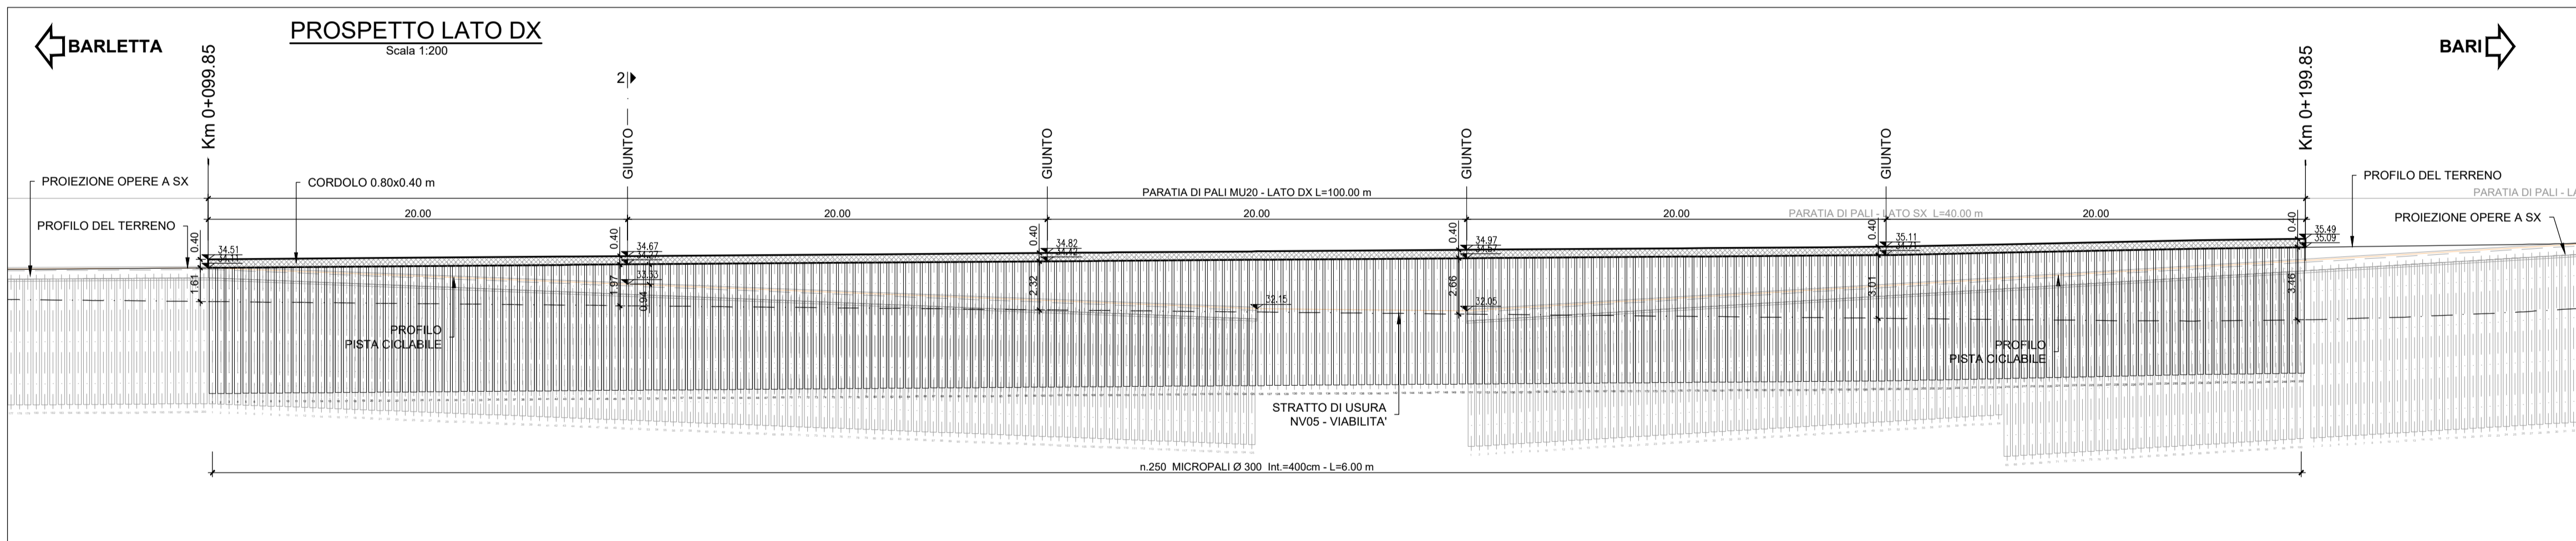 BARLETTA
PROSPETTO LATO DX
Scala 1:200
BARI
Km 0+099.85
2
GIUNTO
GIUNTO
GIUNTO
GIUNTO
Km 0+199.85
PROIEZIONE OPERE A SX
CORDOLO 0.80x0.40 m
PARATIA DI PALI MU20 - LATO DX L=100.00 m
PROFILO DEL TERRENO
PARATIA DI PALI - LA
PROFILO DEL TERRENO
20.00
20.00
20.00
20.00
PARATIA DI PALI - LATO SX L=40.00 m
20.00
PROIEZIONE OPERE A SX
0.40
0.40
0.40
0.40
0.40
0.40
34.51
34.67
34.82
34.97
35.11
35.49
35.09
1.61
1.97
33.53
0.94
2.32
32.15
2.66
32.05
3.01
3.46
PROFILO
PISTA CICLABILE
PROFILO
PISTA CICLABILE
STRATTO DI USURA
NV05 - VIABILITA'
n.250 MICROPALI Ø 300 Int.=400cm - L=6.00 m